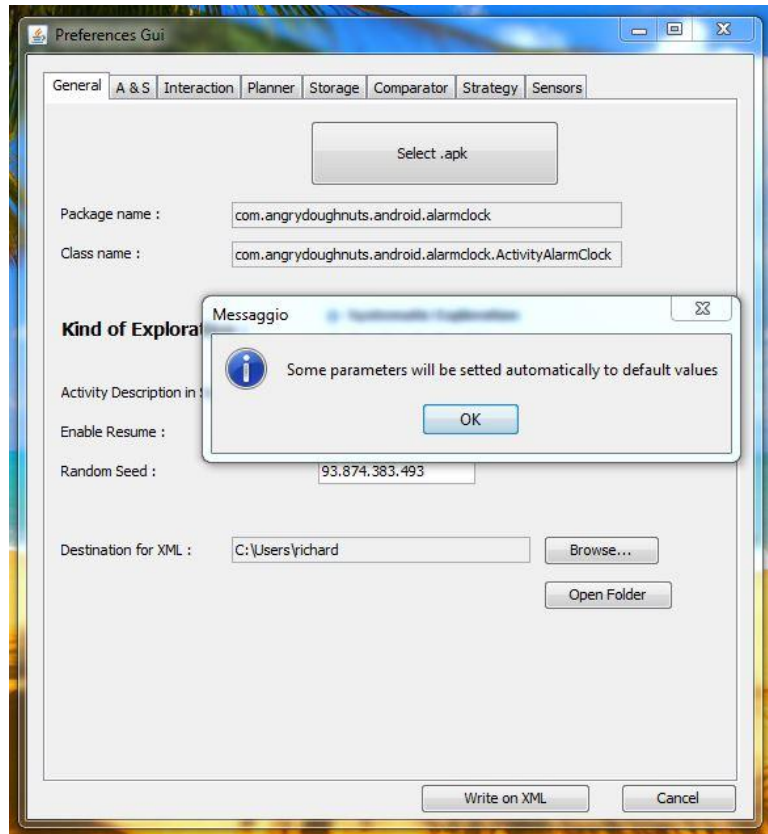 Preferences Gui
General A & S Interaction Planner Storage Comparator Strategy Sensors
Select .apk
Package name : com.angrydoughnuts.android.alarmclock
Class name : com.angrydoughnuts.android.alarmclock.ActivityAlarmClock
Messaggio
Kind of
Some parameters will be setted automatically to default values
Activity Description in
OK
Enable Resume :
Random Seed : 93.874.383.493
Destination for XML : C:\Users\richard Browse...
Open Folder
Write on XML Cancel